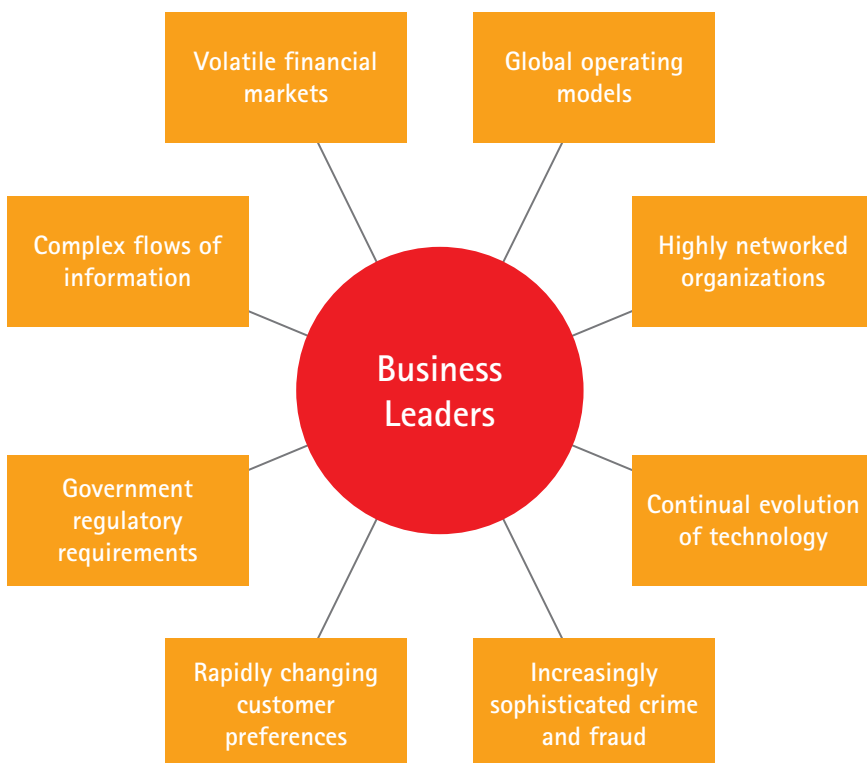 Volatile financial
markets
Global operating
models
Complex flows of
information
Highly networked
organizations
Business
Leaders
Government
regulatory
requirements
Continual evolution
of technology
Rapidly changing
customer
preferences
Increasingly
sophisticated crime
and fraud